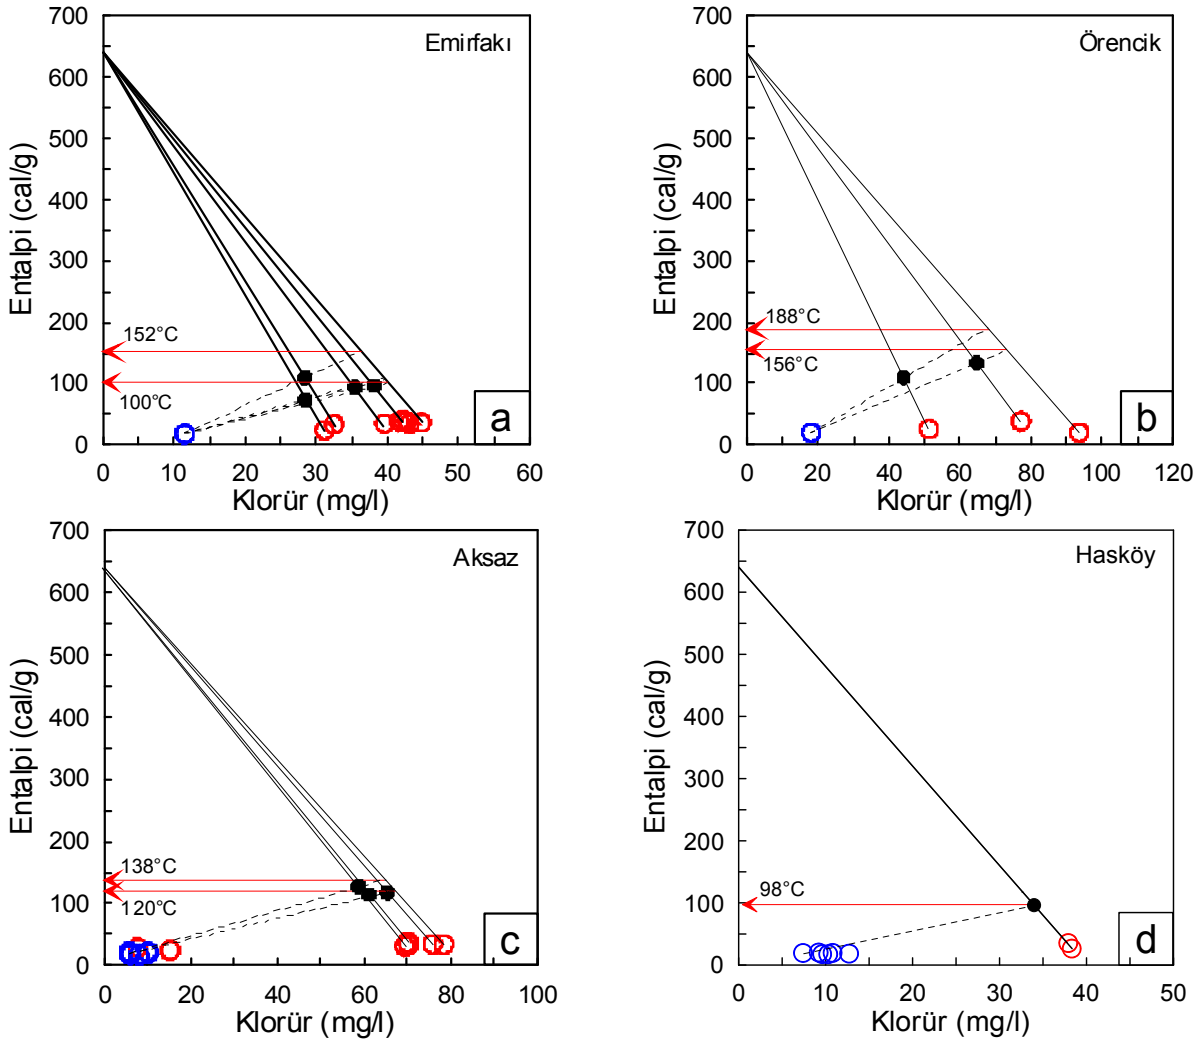 700
600
500
400
300
200
100
0
Entalpi (cal/g)
Emirfakı
152°C
100°C
a
0
10
20
30
40
50
60
Klorür (mg/l)
700
600
500
400
300
200
100
0
Entalpi (cal/g)
Örencik
188°C
156°C
b
0
20
40
60
80
100
120
Klorür (mg/l)
700
600
500
400
300
200
100
0
Entalpi (cal/g)
Aksaz
138°C
120°C
c
0
20
40
60
80
100
Klorür (mg/l)
700
600
500
400
300
200
100
0
Entalpi (cal/g)
Hasköy
98°C
d
0
10
20
30
40
50
Klorür (mg/l)